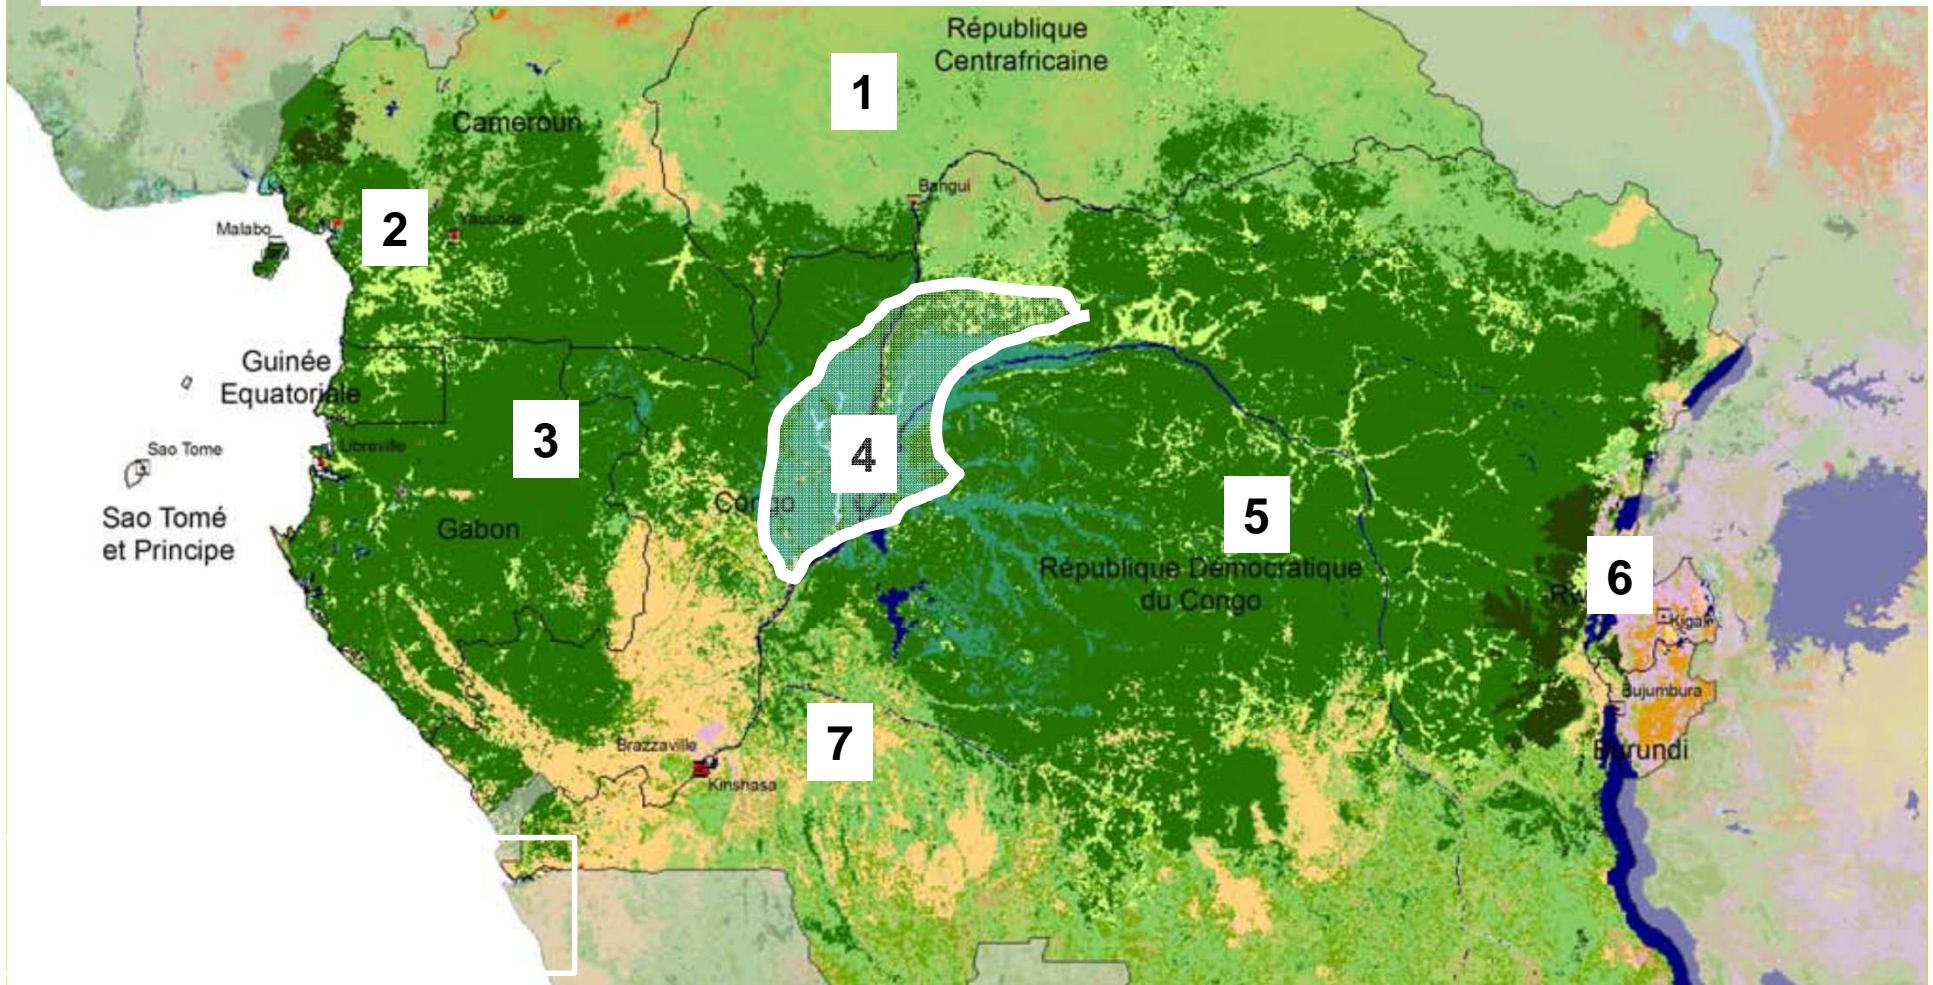 République
Centrafricaine
1
Cameroun
Bangui
2
Yaounde
Malabo
Guinée
Equatoriale
3
Libreville
Sao Tome
4
Congo
Sao Tomé
et Principe
Gabon
5
République Démocratique
du Congo
6
Kigali
Bujumbura
Burundi
7
Brazzaville
Kinshasa